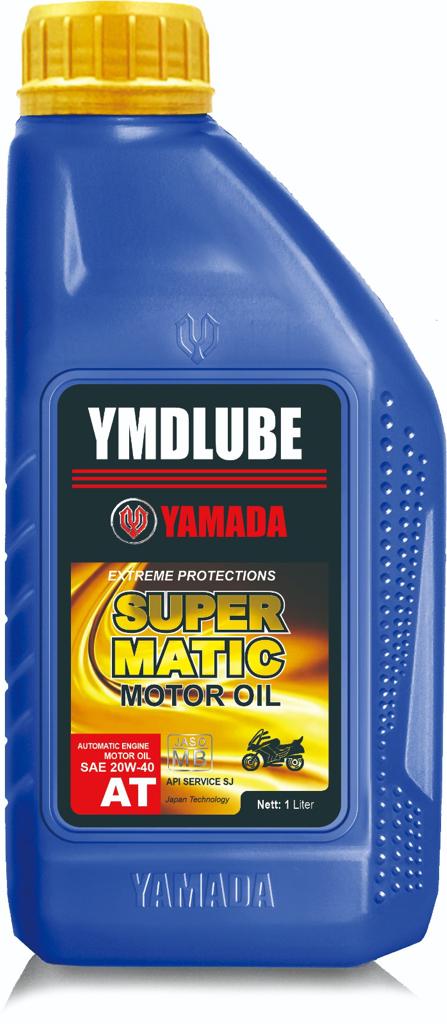 YMDLUBE
YAMADA
EXTREME PROTECTIONS
SUPER
MATIC
MOTOR OIL
AUTOMATIC ENGINE
MOTOR OIL
SAE 20W-40
AT
JASO
MB
API SERVICE SJ
Japan Technology
Nett: 1 Liter
YAMADA